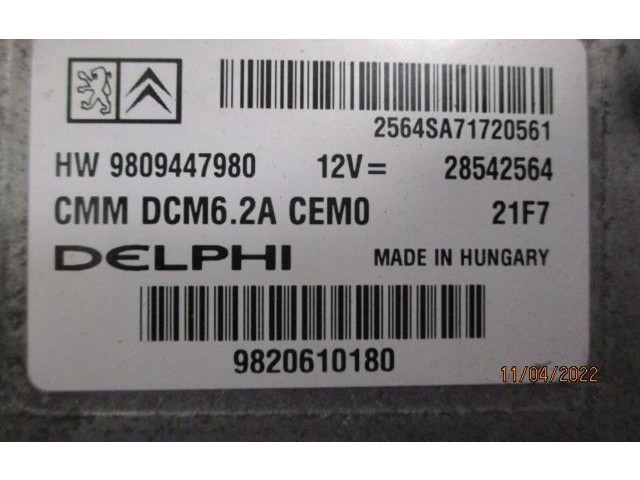 2564SA71720561
HW 9809447980 12V= 28542564
CMM DCM6.2A CEM0 21F7
DELPHI MADE IN HUNGARY
9820610180
11/04/2022